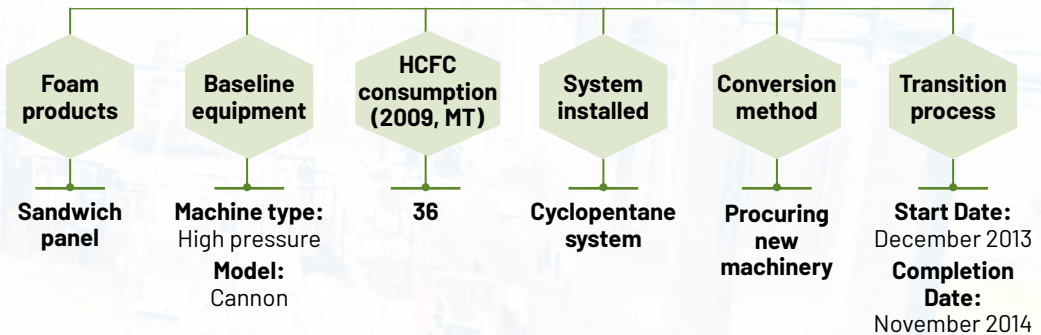 Foam
products
Baseline
equipment
HCFC
consumption
(2009, MT)
System
installed
Conversion
method
Transition
process
Sandwich
panel
Machine type:
High pressure
Model:
Cannon
36
Cyclopentane
system
Procuring
new
machinery
Start Date:
December 2013
Completion
Date:
November 2014